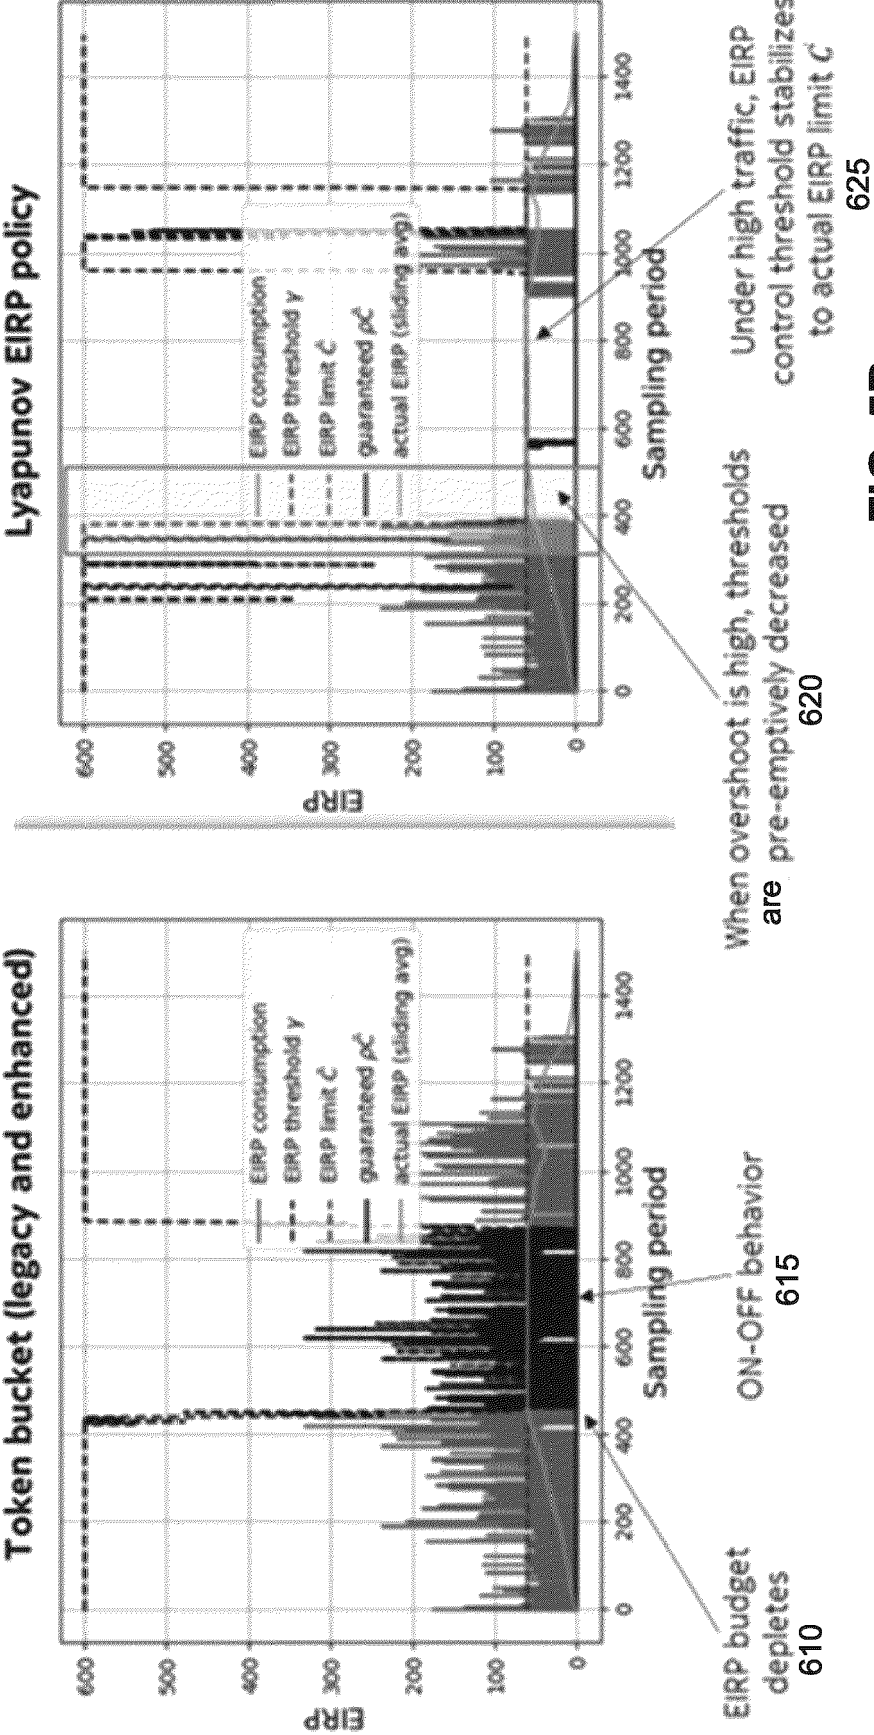 Token bucket (legacy and enhanced)
EIRP
600
500
400
300
200
100
0
EIRP consumption
EIRP threshold γ
EIRP limit C̄
guaranteed ρC̄
actual EIRP (sliding avg)
0 200 400 600 800 1000 1200 1400
Sampling period
EIRP budget
depletes
610
ON-OFF behavior
615
Lyapunov EIRP policy
EIRP
600
500
400
300
200
100
0
EIRP consumption
EIRP threshold γ
EIRP limit C̄
guaranteed ρC̄
actual EIRP (sliding avg)
0 200 400 600 800 1000 1200 1400
Sampling period
When overshoot is high, thresholds
are pre-emptively decreased
620
Under high traffic, EIRP
control threshold stabilizes
to actual EIRP limit C̄
625